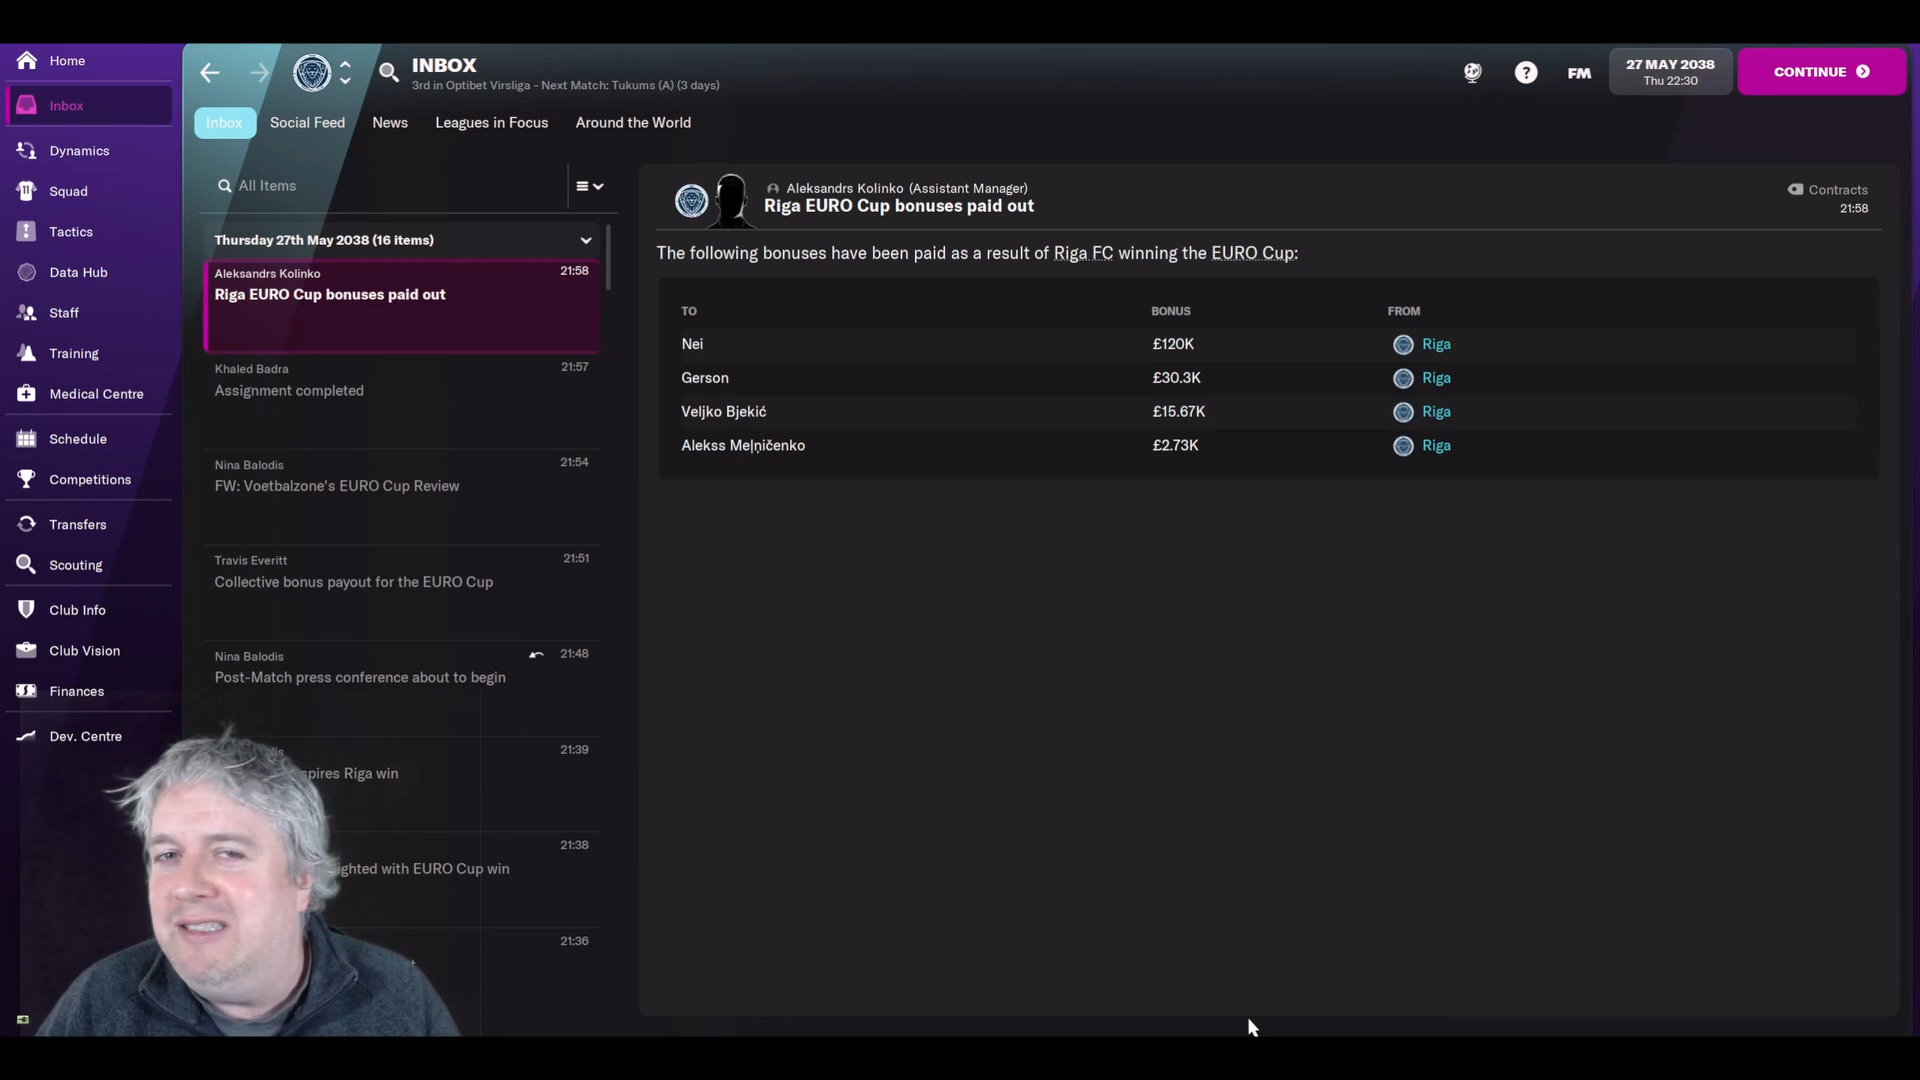 Home
Inbox
Dynamics
Squad
Tactics
Data Hub
Staff
Training
Medical Centre
Schedule
Competitions
Transfers
Scouting
Club Info
Club Vision
Finances
Dev. Centre
INBOX
3rd in Optibet Virsliga - Next Match: Tukums (A) (3 days)
?
FM
27 MAY 2038
Thu 22:30
CONTINUE
Inbox Social Feed News Leagues in Focus Around the World
All Items
Thursday 27th May 2038 (16 items)
Aleksandrs Kolinko 21:58
Riga EURO Cup bonuses paid out
Khaled Badra 21:57
Assignment completed
Nina Balodis 21:54
FW: Voetbalzone's EURO Cup Review
Travis Everitt 21:51
Collective bonus payout for the EURO Cup
Nina Balodis 21:48
Post-Match press conference about to begin
21:39
spires Riga win
21:38
ighted with EURO Cup win
21:36
Aleksandrs Kolinko (Assistant Manager)
Riga EURO Cup bonuses paid out
Contracts
21:58
The following bonuses have been paid as a result of Riga FC winning the EURO Cup:
TO BONUS FROM
Nei £120K Riga
Gerson £30.3K Riga
Veljko Bjekić £15.67K Riga
Alekss Meļņičenko £2.73K Riga